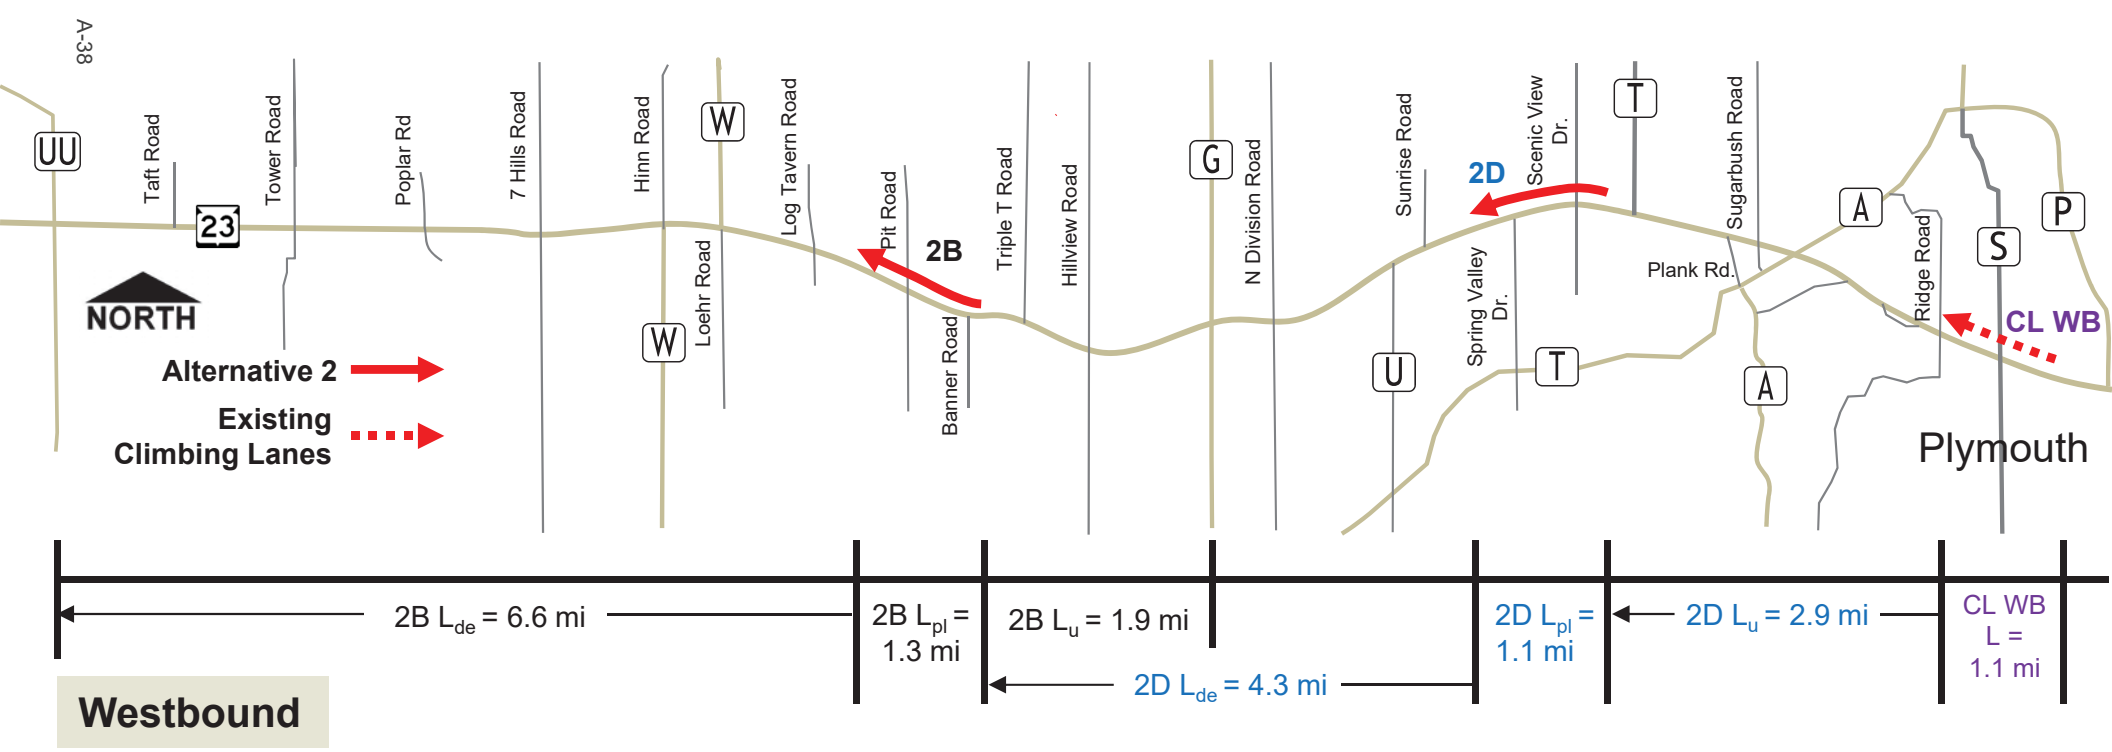 A-38
UU
Taft Road
23
Tower Road
Poplar Rd
7 Hills Road
Hinn Road
W
W
Loehr Road
Log Tavern Road
Pit Road
2B
Banner Road
Triple T Road
Hillview Road
G
N Division Road
U
Sunrise Road
2D
Spring Valley
Dr.
Scenic View
Dr.
T
T
Sugarbush Road
Plank Rd.
A
A
Ridge Road
S
P
CL WB
Plymouth
NORTH
Alternative 2
Existing
Climbing Lanes
2B Lde = 6.6 mi
2B Lpl =
1.3 mi
2B Lu = 1.9 mi
2D Lde = 4.3 mi
2D Lpl =
1.1 mi
2D Lu = 2.9 mi
CL WB
L =
1.1 mi
Westbound